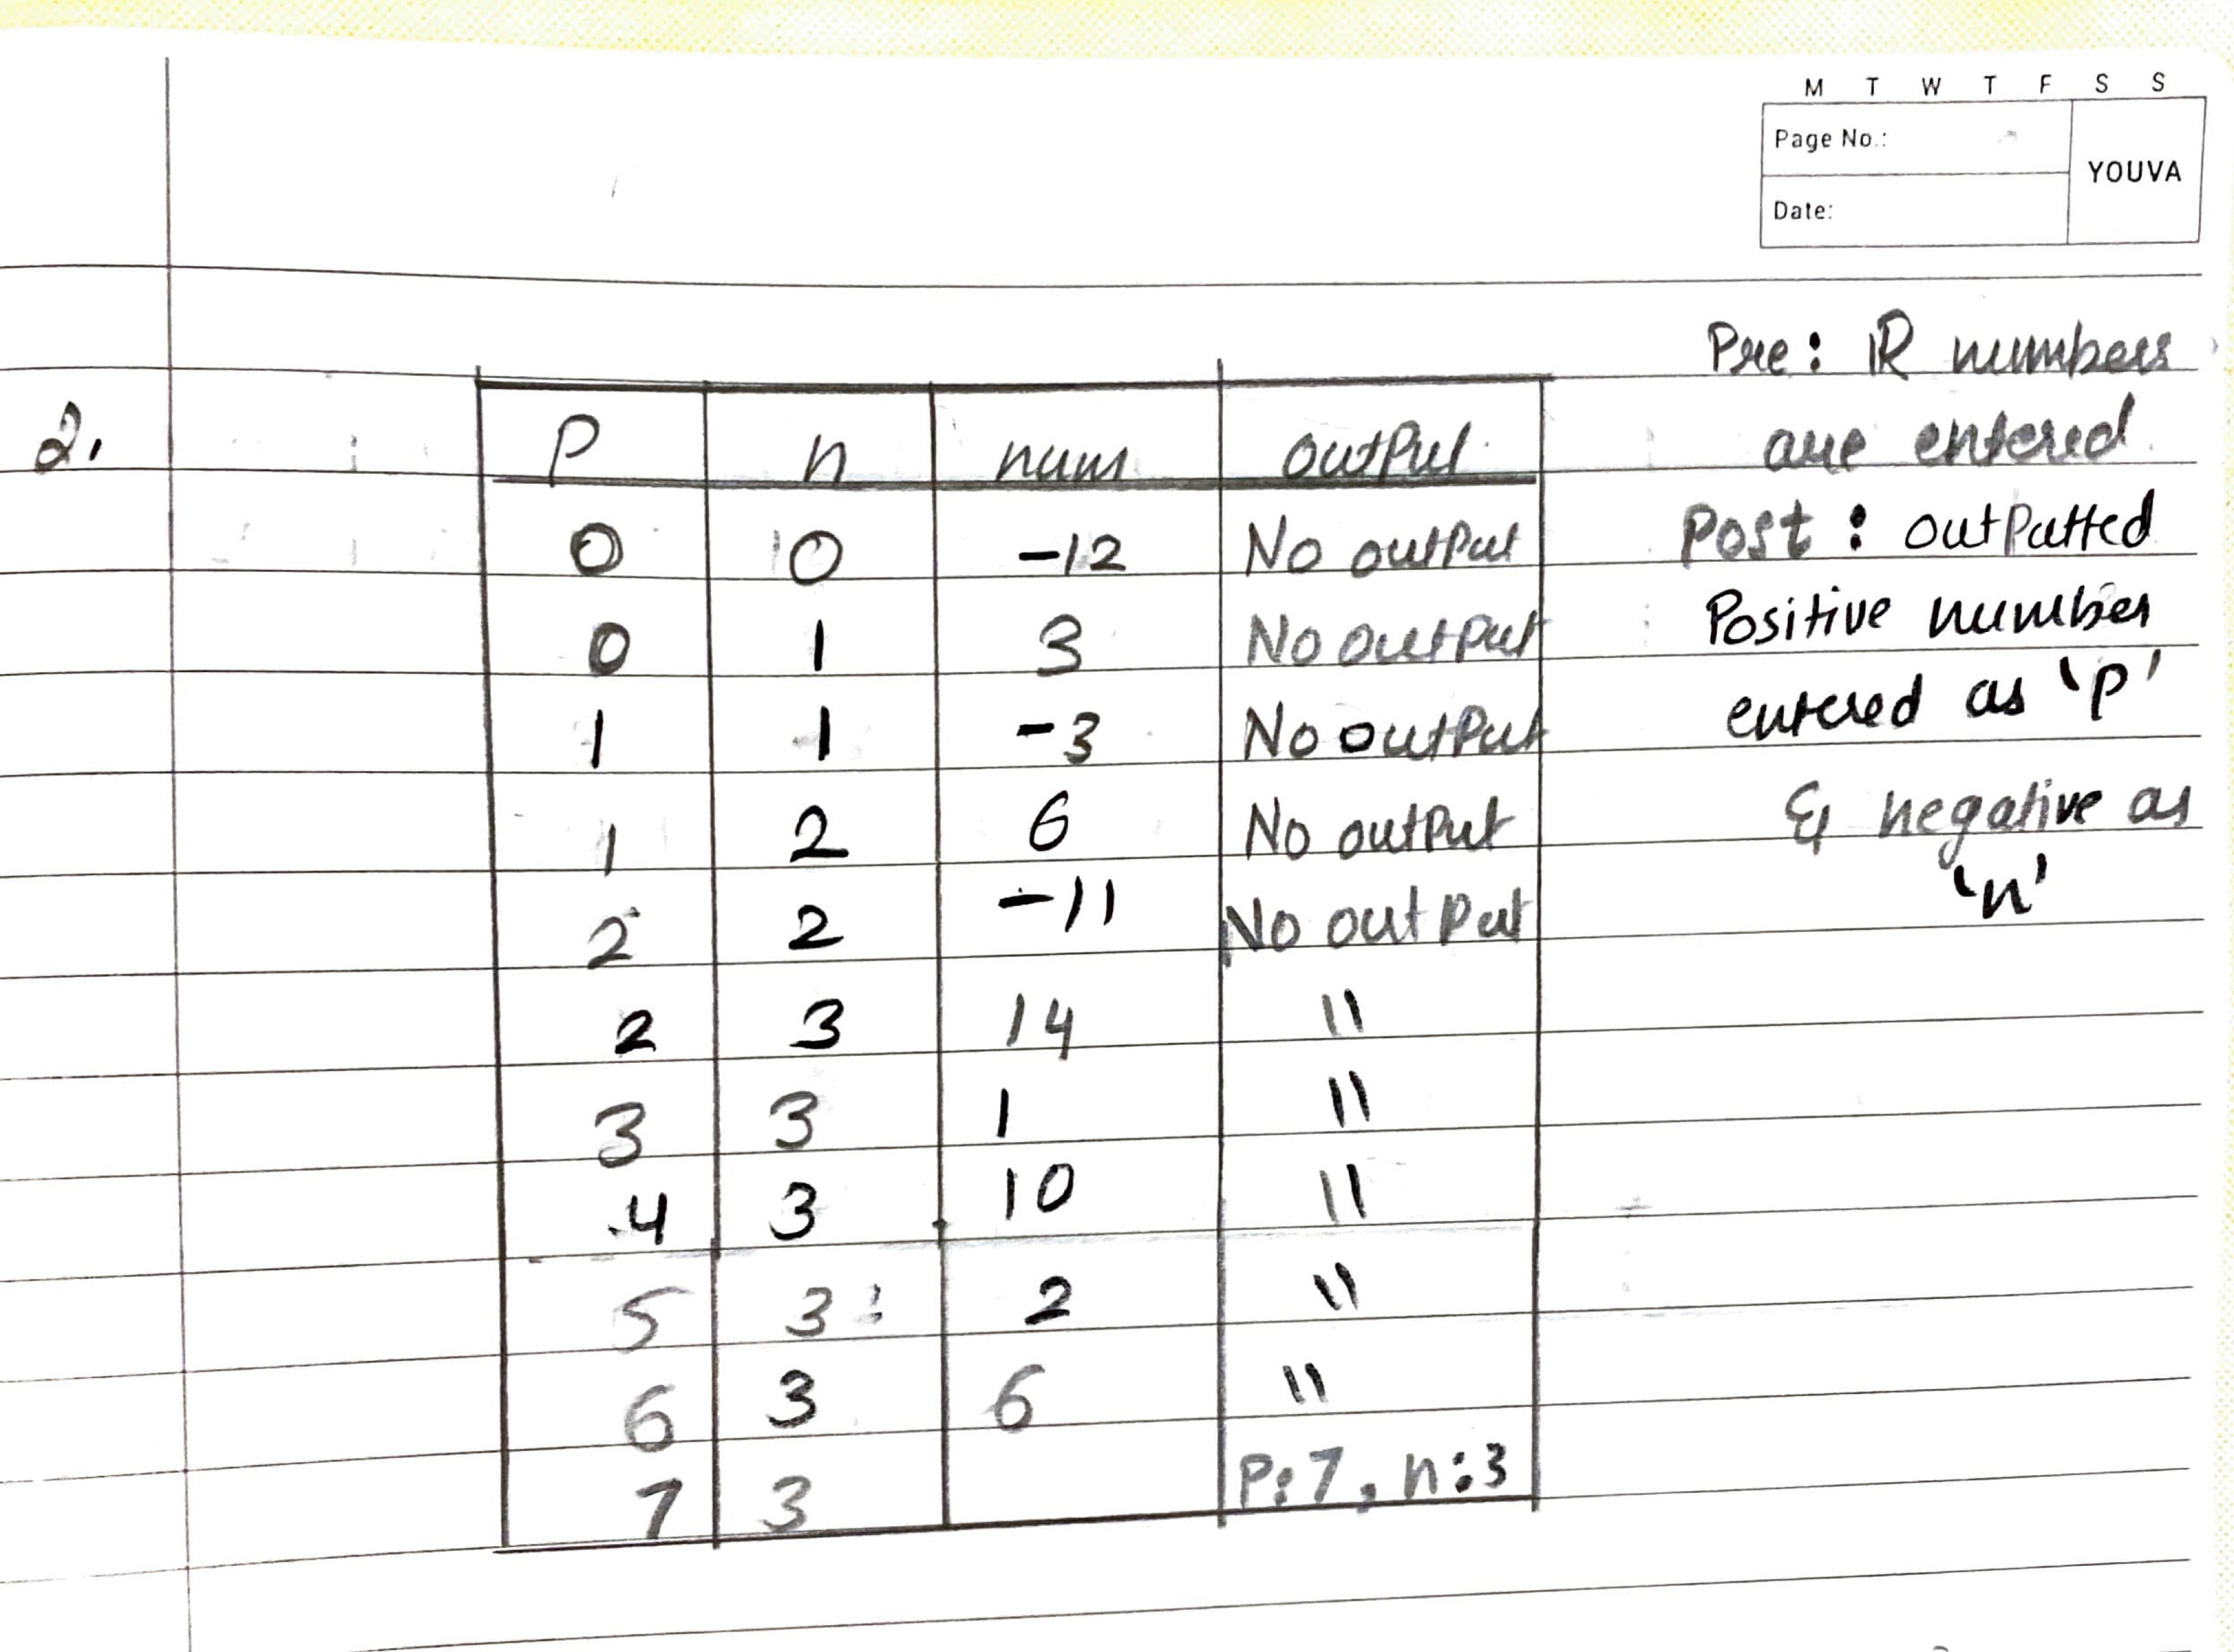 M T W T F S S
Page No.:
YOUVA
Date:
Pre: ℝ numbers
are entered
Post: outputted
Positive number
entered as 'p'
& negative as
'n'
2.
P n num output
0 0 -12 No output
0 1 3 No output
1 1 -3 No output
1 2 6 No output
2 2 -11 No output
2 3 14 "
3 3 1 "
4 3 10 "
5 3 2 "
6 3 6 "
7 3 P:7, n:3